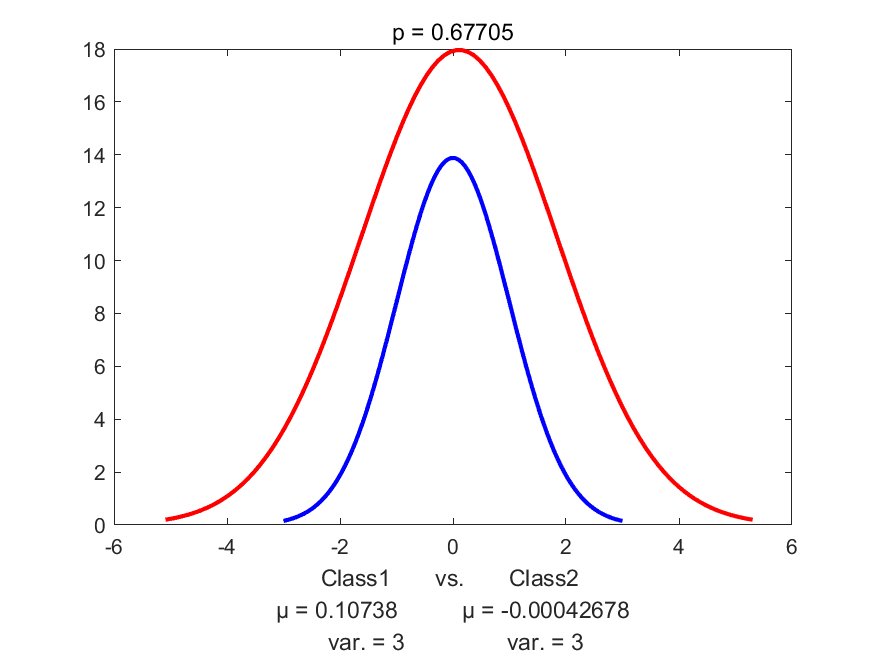 p = 0.67705
18
16
14
12
10
8
6
4
2
0
-6 -4 -2 0 2 4 6
Class1 vs. Class2
μ = 0.10738 μ = -0.00042678
var. = 3 var. = 3